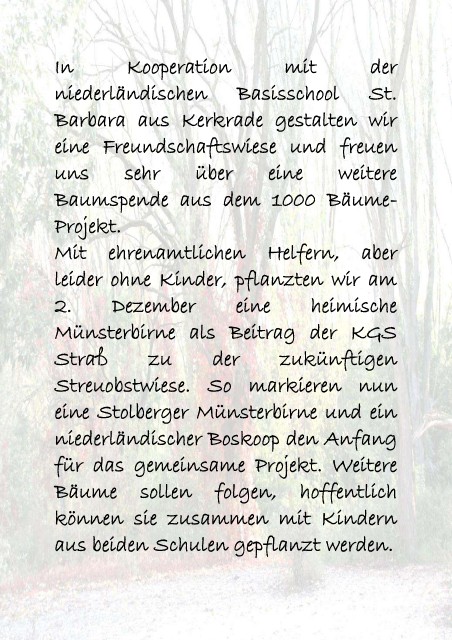 In Kooperation mit der
niederländischen Basisschool St.
Barbara aus Kerkrade gestalten wir
eine Freundschaftswiese und freuen
uns sehr über eine weitere
Baumspende aus dem 1000 Bäume-
Projekt.
Mit ehrenamtlichen Helfern, aber
leider ohne Kinder, pflanzten wir am
2. Dezember eine heimische
Münsterbirne als Beitrag der KGS
Straß zu der zukünftigen
Streuobstwiese. So markieren nun
eine Stolberger Münsterbirne und ein
niederländischer Boskoop den Anfang
für das gemeinsame Projekt. Weitere
Bäume sollen folgen, hoffentlich
können sie zusammen mit Kindern
aus beiden Schulen gepflanzt werden.